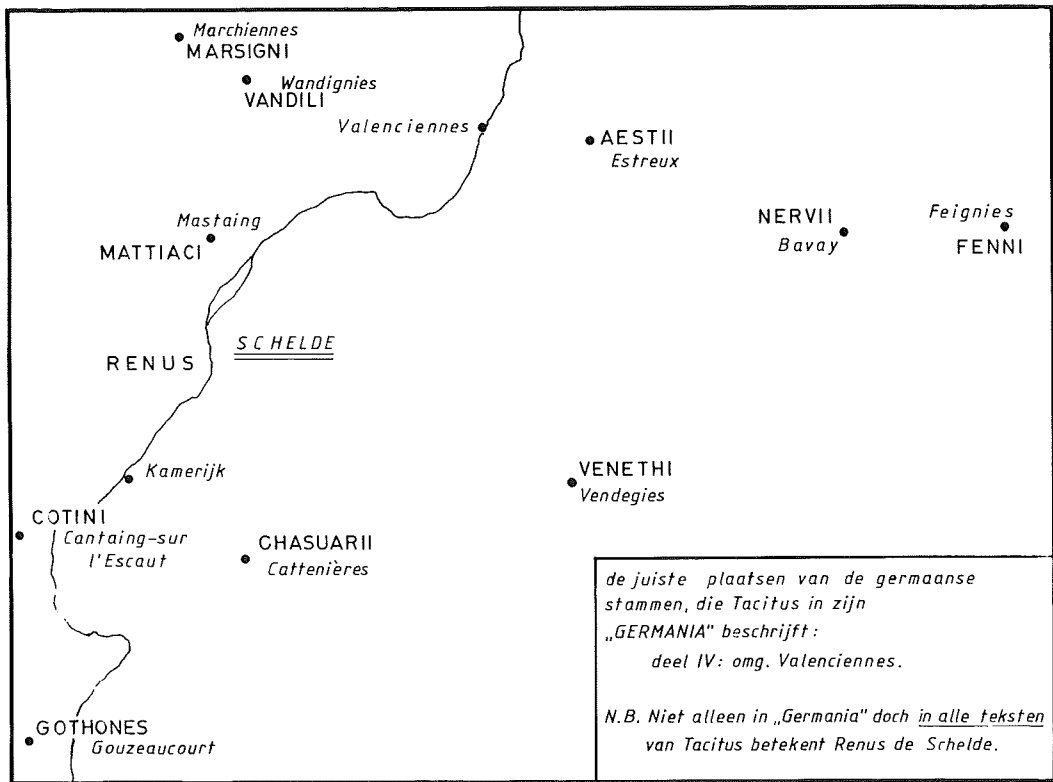 Marchiennes
MARSIGNI
Wandignies
VANDILI
Valenciennes
AESTII
Estreux
Mastaing
MATTIACI
NERVII
Bavay
Feignies
FENNI
RENUS
SCHELDE
Kamerijk
VENETHI
Vendegies
COTINI
Cantaing-sur
l'Escaut
CHASUARII
Cattenières
GOTHONES
Gouzeaucourt
de juiste plaatsen van de germaanse
stammen, die Tacitus in zijn
„GERMANIA" beschrijft:
deel IV: omg. Valenciennes.
N.B. Niet alleen in „Germania" doch in alle teksten
van Tacitus betekent Renus de Schelde.